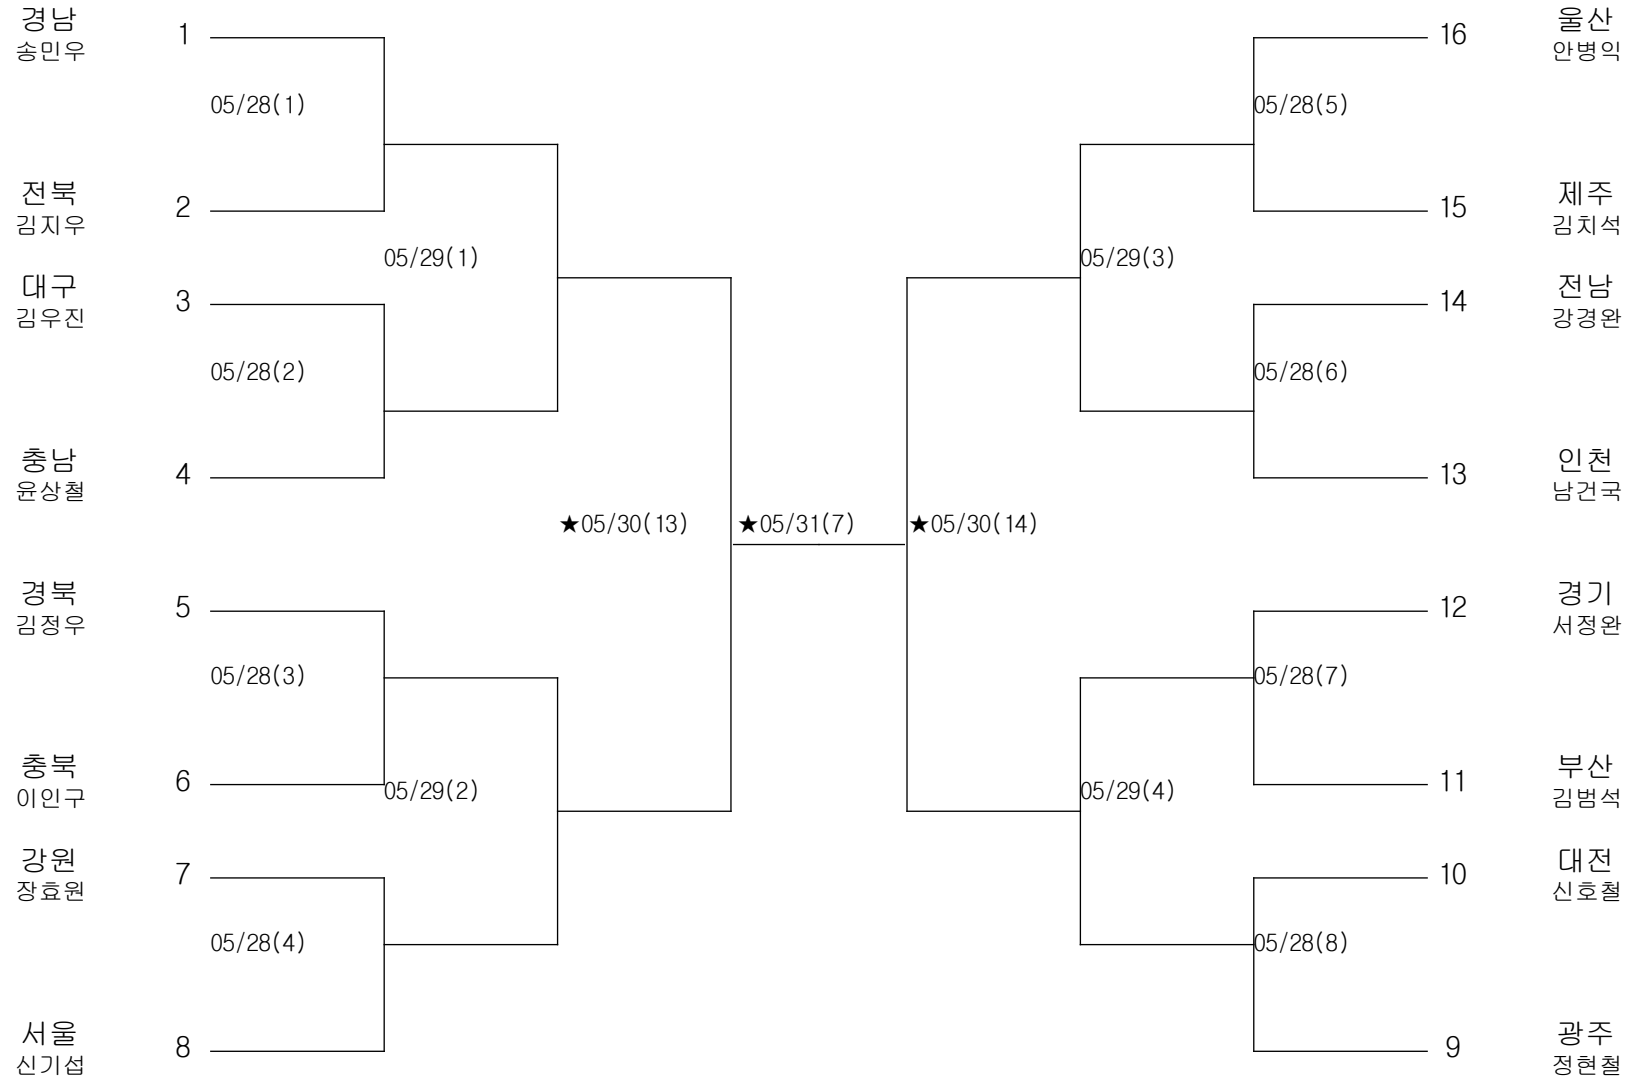 경남
송민우
1
05/28(1)
전북
김지우
2
05/29(1)
대구
김우진
3
05/28(2)
충남
윤상철
4
★05/30(13)
경북
김정우
5
05/28(3)
충북
이인구
6
05/29(2)
강원
장효원
7
05/28(4)
서울
신기섭
8
★05/31(7)
16
울산
안병익
05/28(5)
15
제주
김치석
05/29(3)
14
전남
강경완
05/28(6)
13
인천
남건국
★05/30(14)
12
경기
서정완
05/28(7)
11
부산
김범석
05/29(4)
10
대전
신호철
05/28(8)
9
광주
정현철